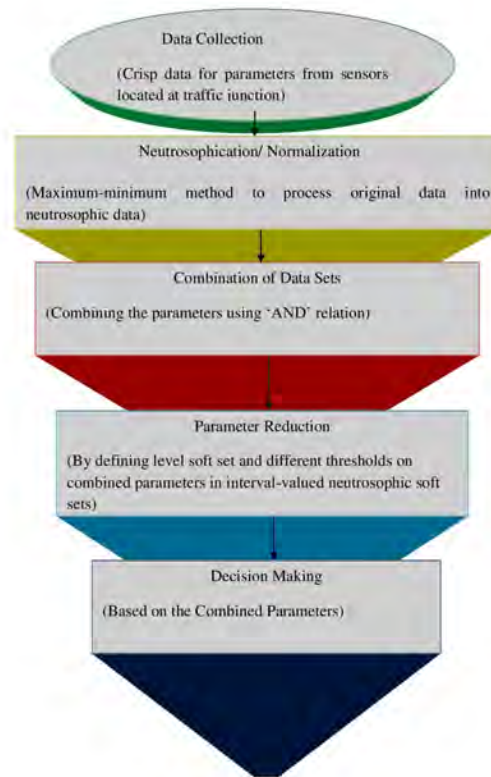 Data Collection
(Crisp data for parameters from sensors
located at traffic junction)
Neutrosophication/ Normalization
(Maximum-minimum method to process original data into
neutrosophic data)
Combination of Data Sets
(Combining the parameters using ‘AND’ relation)
Parameter Reduction
(By defining level soft set and different thresholds on
combined parameters in interval-valued neutrosophic soft
sets)
Decision Making
(Based on the Combined Parameters)